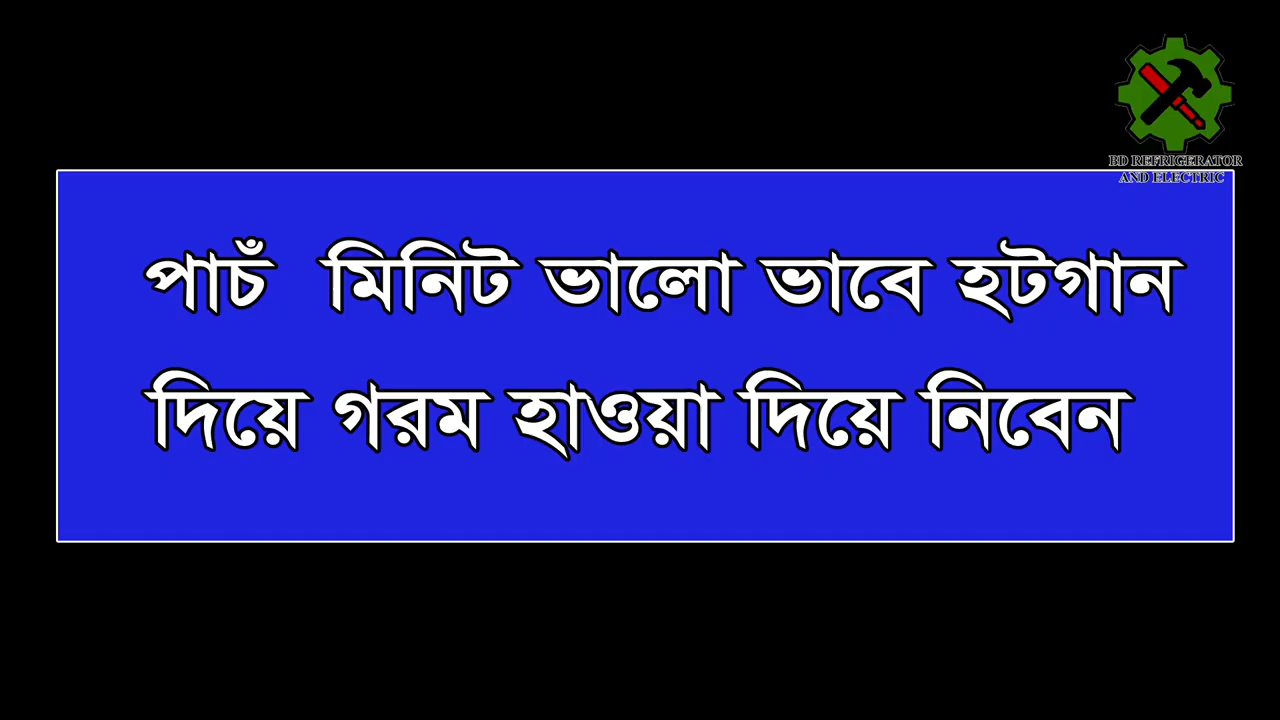 BD REFRIGERATOR
AND ELECTRIC
পাচঁ মিনিট ভালো ভাবে হটগান
দিয়ে গরম হাওয়া দিয়ে নিবেন